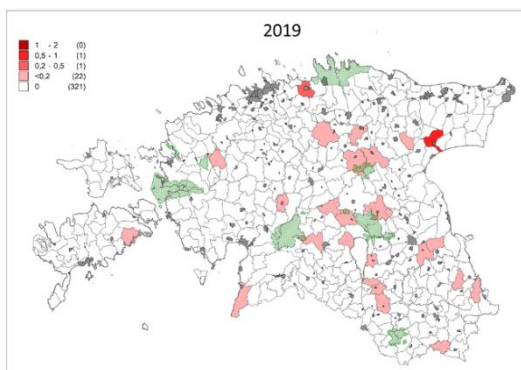 2019
1 - 2 (0)
0,5 - 1 (1)
0,2 - 0,5 (1)
<0,2 (22)
0 (321)